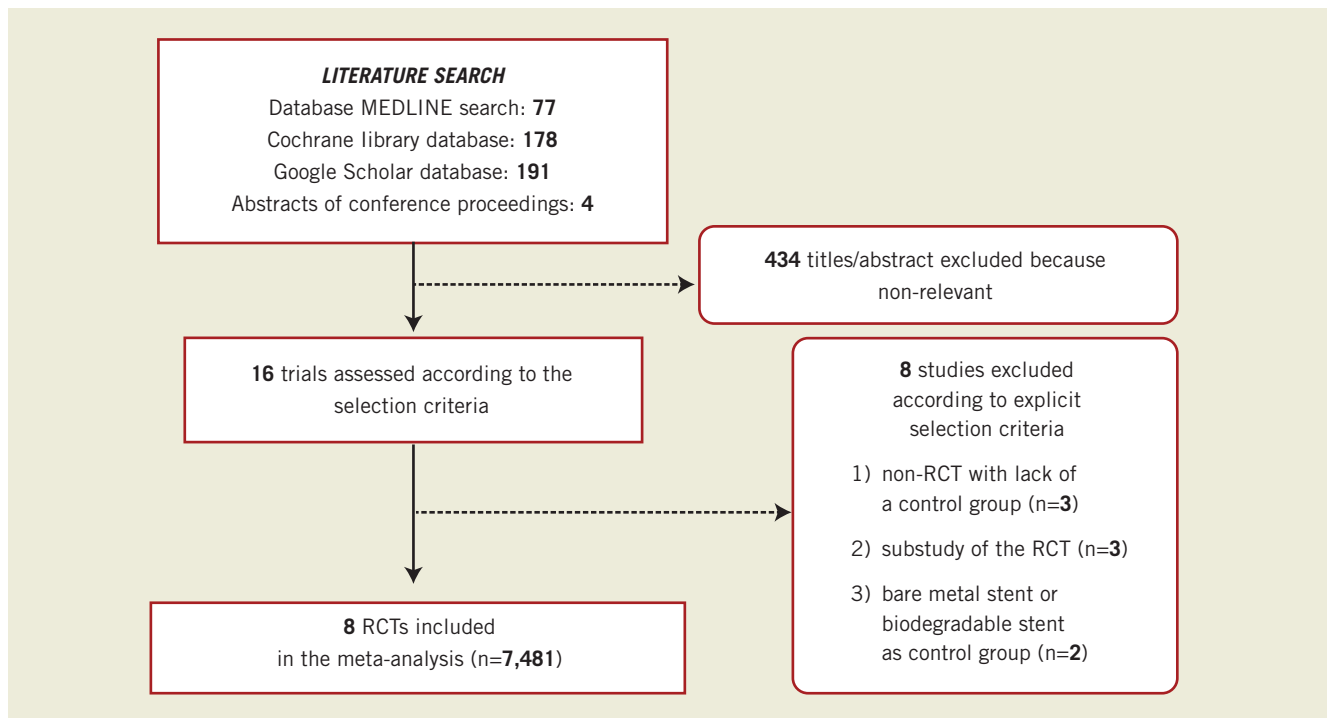 LITERATURE SEARCH
Database MEDLINE search: 77
Cochrane library database: 178
Google Scholar database: 191
Abstracts of conference proceedings: 4
434 titles/abstract excluded because
non-relevant
16 trials assessed according to the
selection criteria
8 studies excluded
according to explicit
selection criteria
1) non-RCT with lack of
a control group (n=3)
2) substudy of the RCT (n=3)
3) bare metal stent or
biodegradable stent
as control group (n=2)
8 RCTs included
in the meta-analysis (n=7,481)